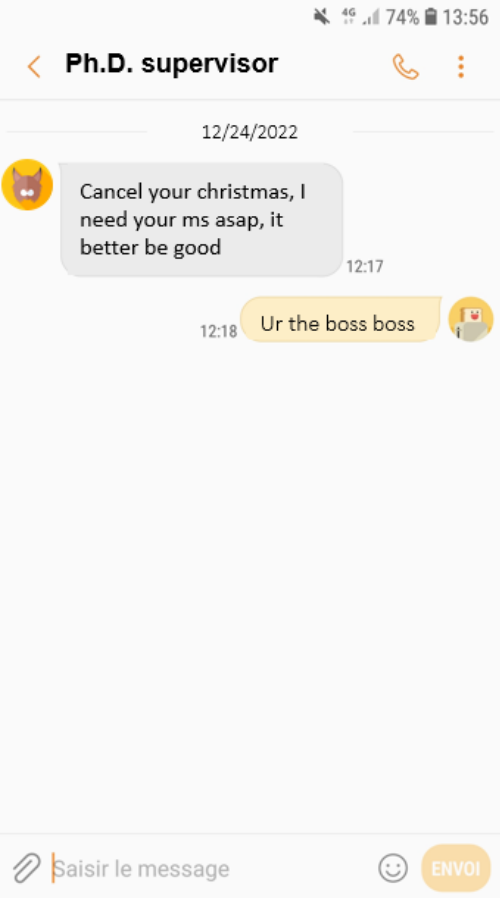 4G 74% 13:56
Ph.D. supervisor
12/24/2022
Cancel your christmas, I
need your ms asap, it
better be good
12:17
Ur the boss boss
12:18
Saisir le message
ENVOI